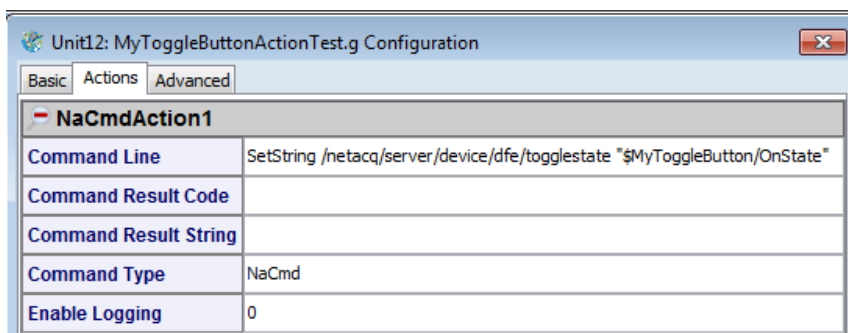 Unit12: MyToggleButtonActionTest.g Configuration
Basic Actions Advanced
NaCmdAction1
Command Line SetString /netacq/server/device/dfe/togglestate "$MyToggleButton/OnState"
Command Result Code
Command Result String
Command Type NaCmd
Enable Logging 0